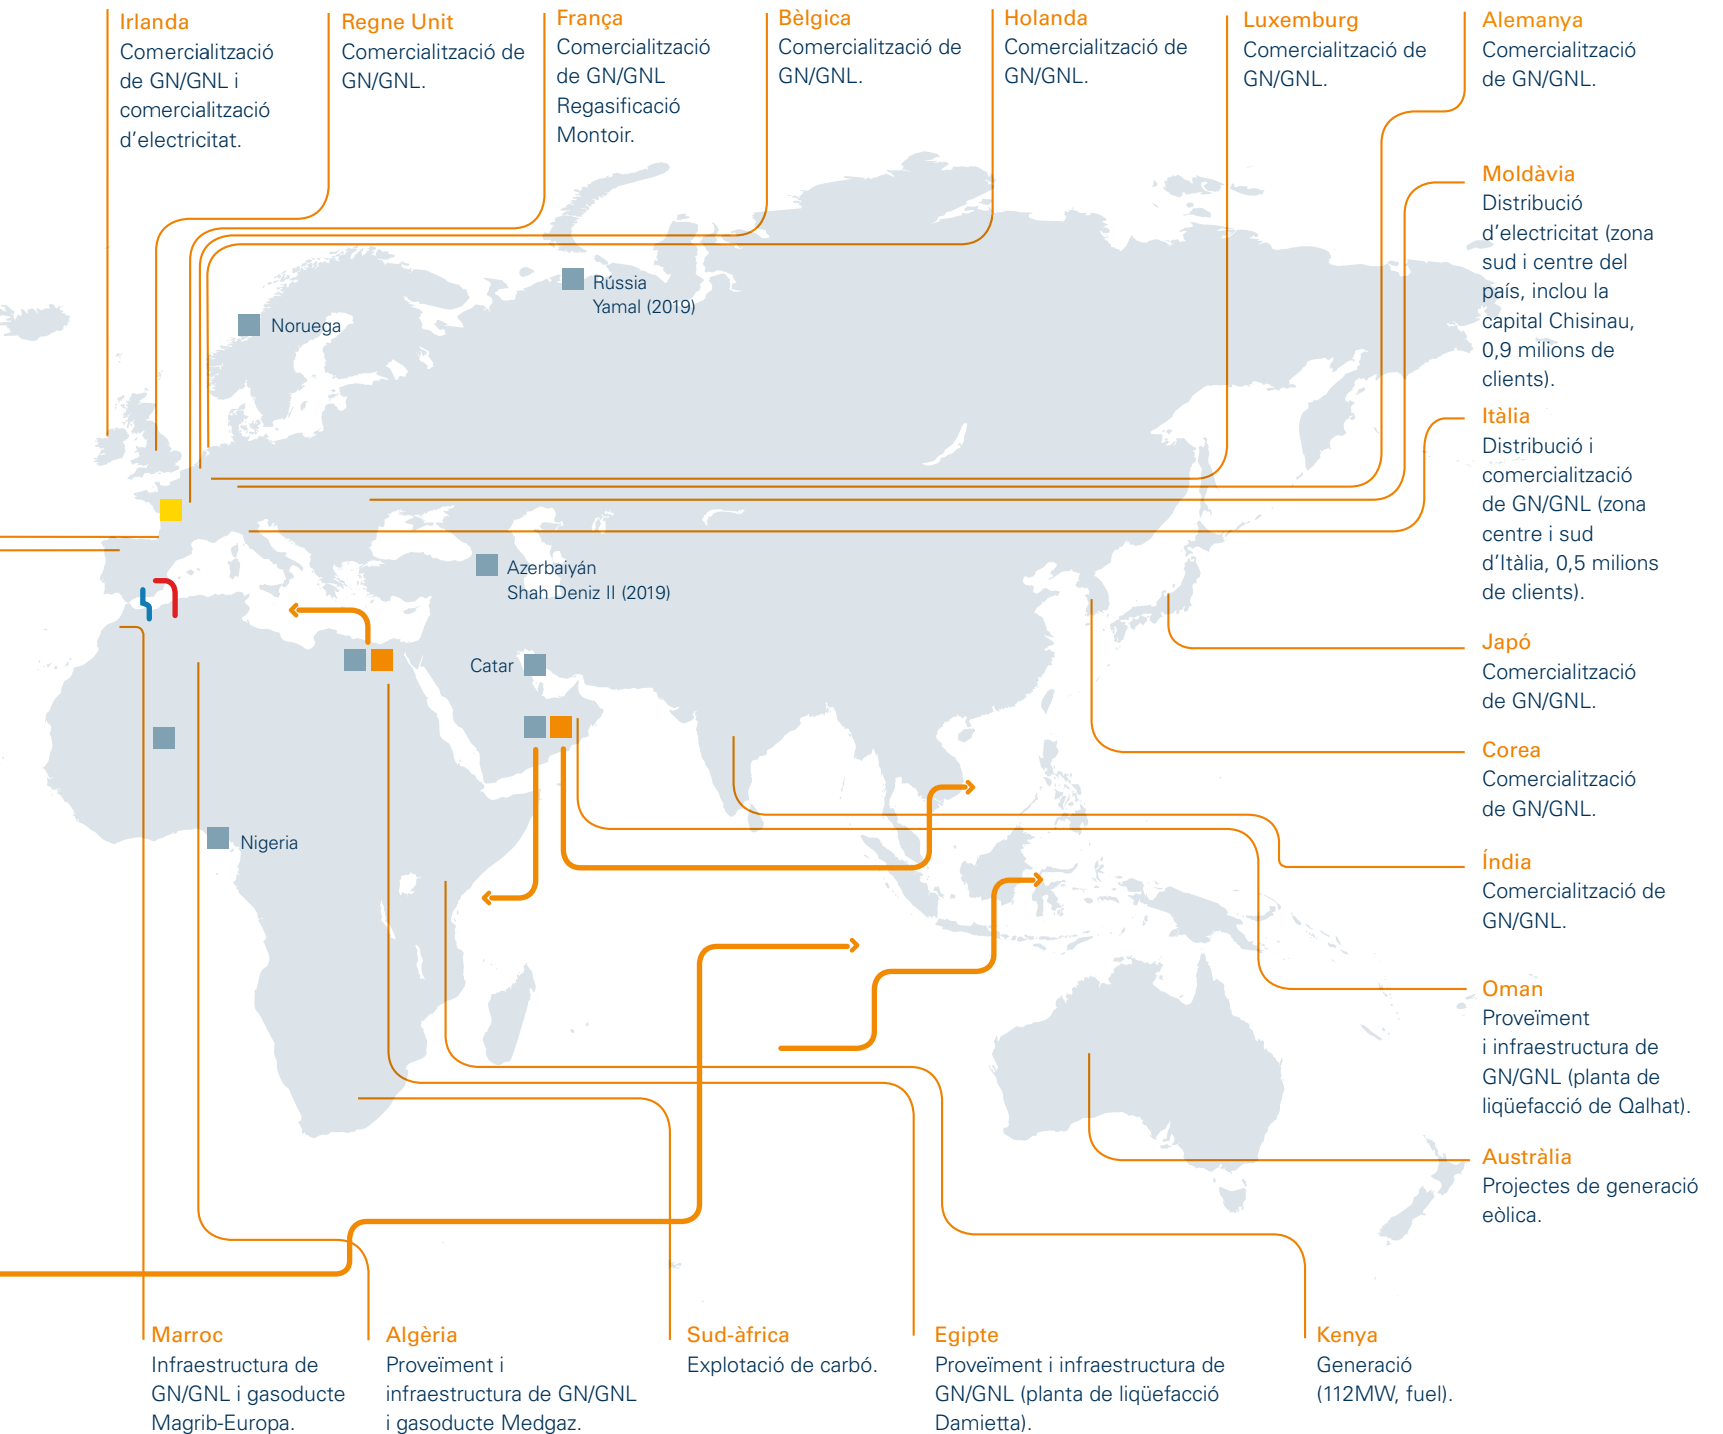 Irlanda
Comercialització
de GN/GNL i
comercialització
d’electricitat.
Regne Unit
Comercialització de
GN/GNL.
França
Comercialització
de GN/GNL
Regasificació
Montoir.
Bèlgica
Comercialització de
GN/GNL.
Holanda
Comercialització de
GN/GNL.
Luxemburg
Comercialització de
GN/GNL.
Alemanya
Comercialització
de GN/GNL.
Moldàvia
Distribució
d’electricitat (zona
sud i centre del
país, inclou la
capital Chisinau,
0,9 milions de
clients).
Itàlia
Distribució i
comercialització
de GN/GNL (zona
centre i sud
d’Itàlia, 0,5 milions
de clients).
Japó
Comercialització
de GN/GNL.
Corea
Comercialització
de GN/GNL.
Índia
Comercialització de
GN/GNL.
Oman
Proveïment
i infraestructura de
GN/GNL (planta de
liqüefacció de Qalhat).
Austràlia
Projectes de generació
eòlica.
Rússia
Yamal (2019)
Noruega
Azerbaiyán
Shah Deniz II (2019)
Catar
Nigeria
Marroc
Infraestructura de
GN/GNL i gasoducte
Magrib-Europa.
Algèria
Proveïment i
infraestructura de GN/GNL
i gasoducte Medgaz.
Sud-àfrica
Explotació de carbó.
Egipte
Proveïment i infraestructura de
GN/GNL (planta de liqüefacció
Damietta).
Kenya
Generació
(112MW, fuel).